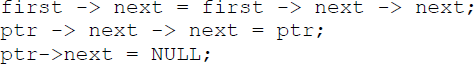 first -> next = first -> next -> next;
ptr -> next -> next = ptr;
ptr->next = NULL;